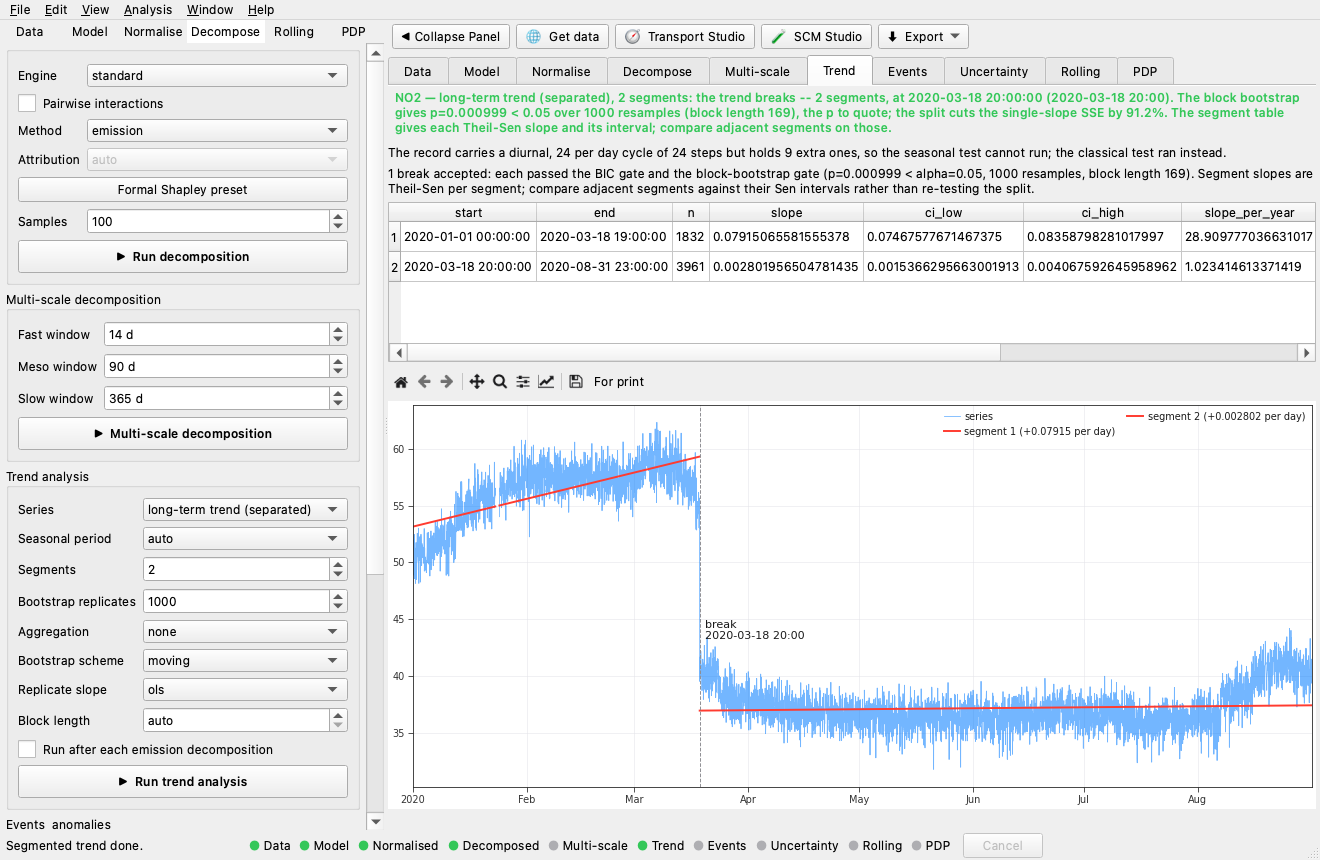 File Edit View Analysis Window Help
Data Model Normalise Decompose Rolling PDP
Collapse Panel Get data Transport Studio SCM Studio Export
Engine standard
Pairwise interactions
Method emission
Attribution auto
Formal Shapley preset
Samples 100
Run decomposition
Multi-scale decomposition
Fast window 14 d
Meso window 90 d
Slow window 365 d
Multi-scale decomposition
Trend analysis
Series long-term trend (separated)
Seasonal period auto
Segments 2
Bootstrap replicates 1000
Aggregation none
Bootstrap scheme moving
Replicate slope ols
Block length auto
Run after each emission decomposition
Run trend analysis
Events anomalies
Data Model Normalise Decompose Multi-scale Trend Events Uncertainty Rolling PDP
NO2 — long-term trend (separated), 2 segments: the trend breaks -- 2 segments, at 2020-03-18 20:00:00 (2020-03-18 20:00). The block bootstrap
gives p=0.000999 < 0.05 over 1000 resamples (block length 169), the p to quote; the split cuts the single-slope SSE by 91.2%. The segment table
gives each Theil-Sen slope and its interval; compare adjacent segments on those.
The record carries a diurnal, 24 per day cycle of 24 steps but holds 9 extra ones, so the seasonal test cannot run; the classical test ran instead.
1 break accepted: each passed the BIC gate and the block-bootstrap gate (p=0.000999 < alpha=0.05, 1000 resamples, block length 169). Segment slopes are
Theil-Sen per segment; compare adjacent segments against their Sen intervals rather than re-testing the split.
start end n slope ci_low ci_high slope_per_year
1 2020-01-01 00:00:00 2020-03-18 19:00:00 1832 0.07915065581555378 0.07467577671467375 0.08358798281017997 28.909777036631017
2 2020-03-18 20:00:00 2020-08-31 23:00:00 3961 0.002801956504781435 0.0015366295663001913 0.004067592645958962 1.023414613371419
For print
series segment 2 (+0.002802 per day)
segment 1 (+0.07915 per day)
60
55
50
45
40
35
break
2020-03-18 20:00
2020 Feb Mar Apr May Jun Jul Aug
Segmented trend done. Data Model Normalised Decomposed Multi-scale Trend Events Uncertainty Rolling PDP Cancel